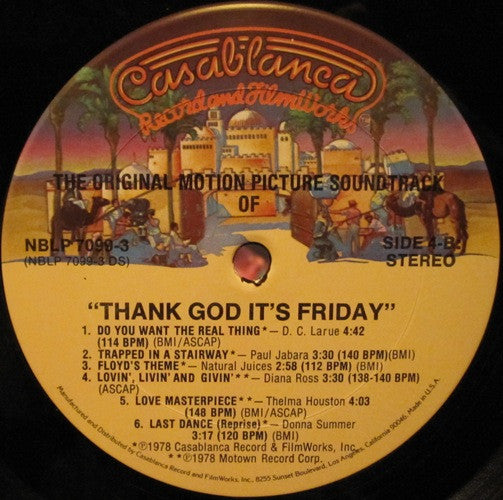 Casablanca
Record and FilmWorks
THE ORIGINAL MOTION PICTURE SOUNDTRACK
OF
NBLP 7099-3
(NBLP 7099-3 DS)
SIDE 4-B
STEREO
"THANK GOD IT'S FRIDAY"
1. DO YOU WANT THE REAL THING*— D. C. Larue 4:42
(114 BPM) (BMI/ASCAP)
2. TRAPPED IN A STAIRWAY*— Paul Jabara 3:30 (140 BPM)(BMI)
3. FLOYD'S THEME*— Natural Juices 2:58 (112 BPM) (BMI)
4. LOVIN', LIVIN' AND GIVIN'**— Diana Ross 3:30 (138-140 BPM)
(ASCAP)
5. LOVE MASTERPIECE**— Thelma Houston 4:03
(148 BPM) (BMI/ASCAP)
6. LAST DANCE (Reprise)*— Donna Summer
3:17 (120 BPM) (BMI)
*℗1978 Casablanca Record & FilmWorks, Inc.
**℗1978 Motown Record Corp.
Manufactured and Distributed by Casablanca Record and FilmWorks, Inc., 8255 Sunset Boulevard, Los Angeles, California 90046. Made in U.S.A.